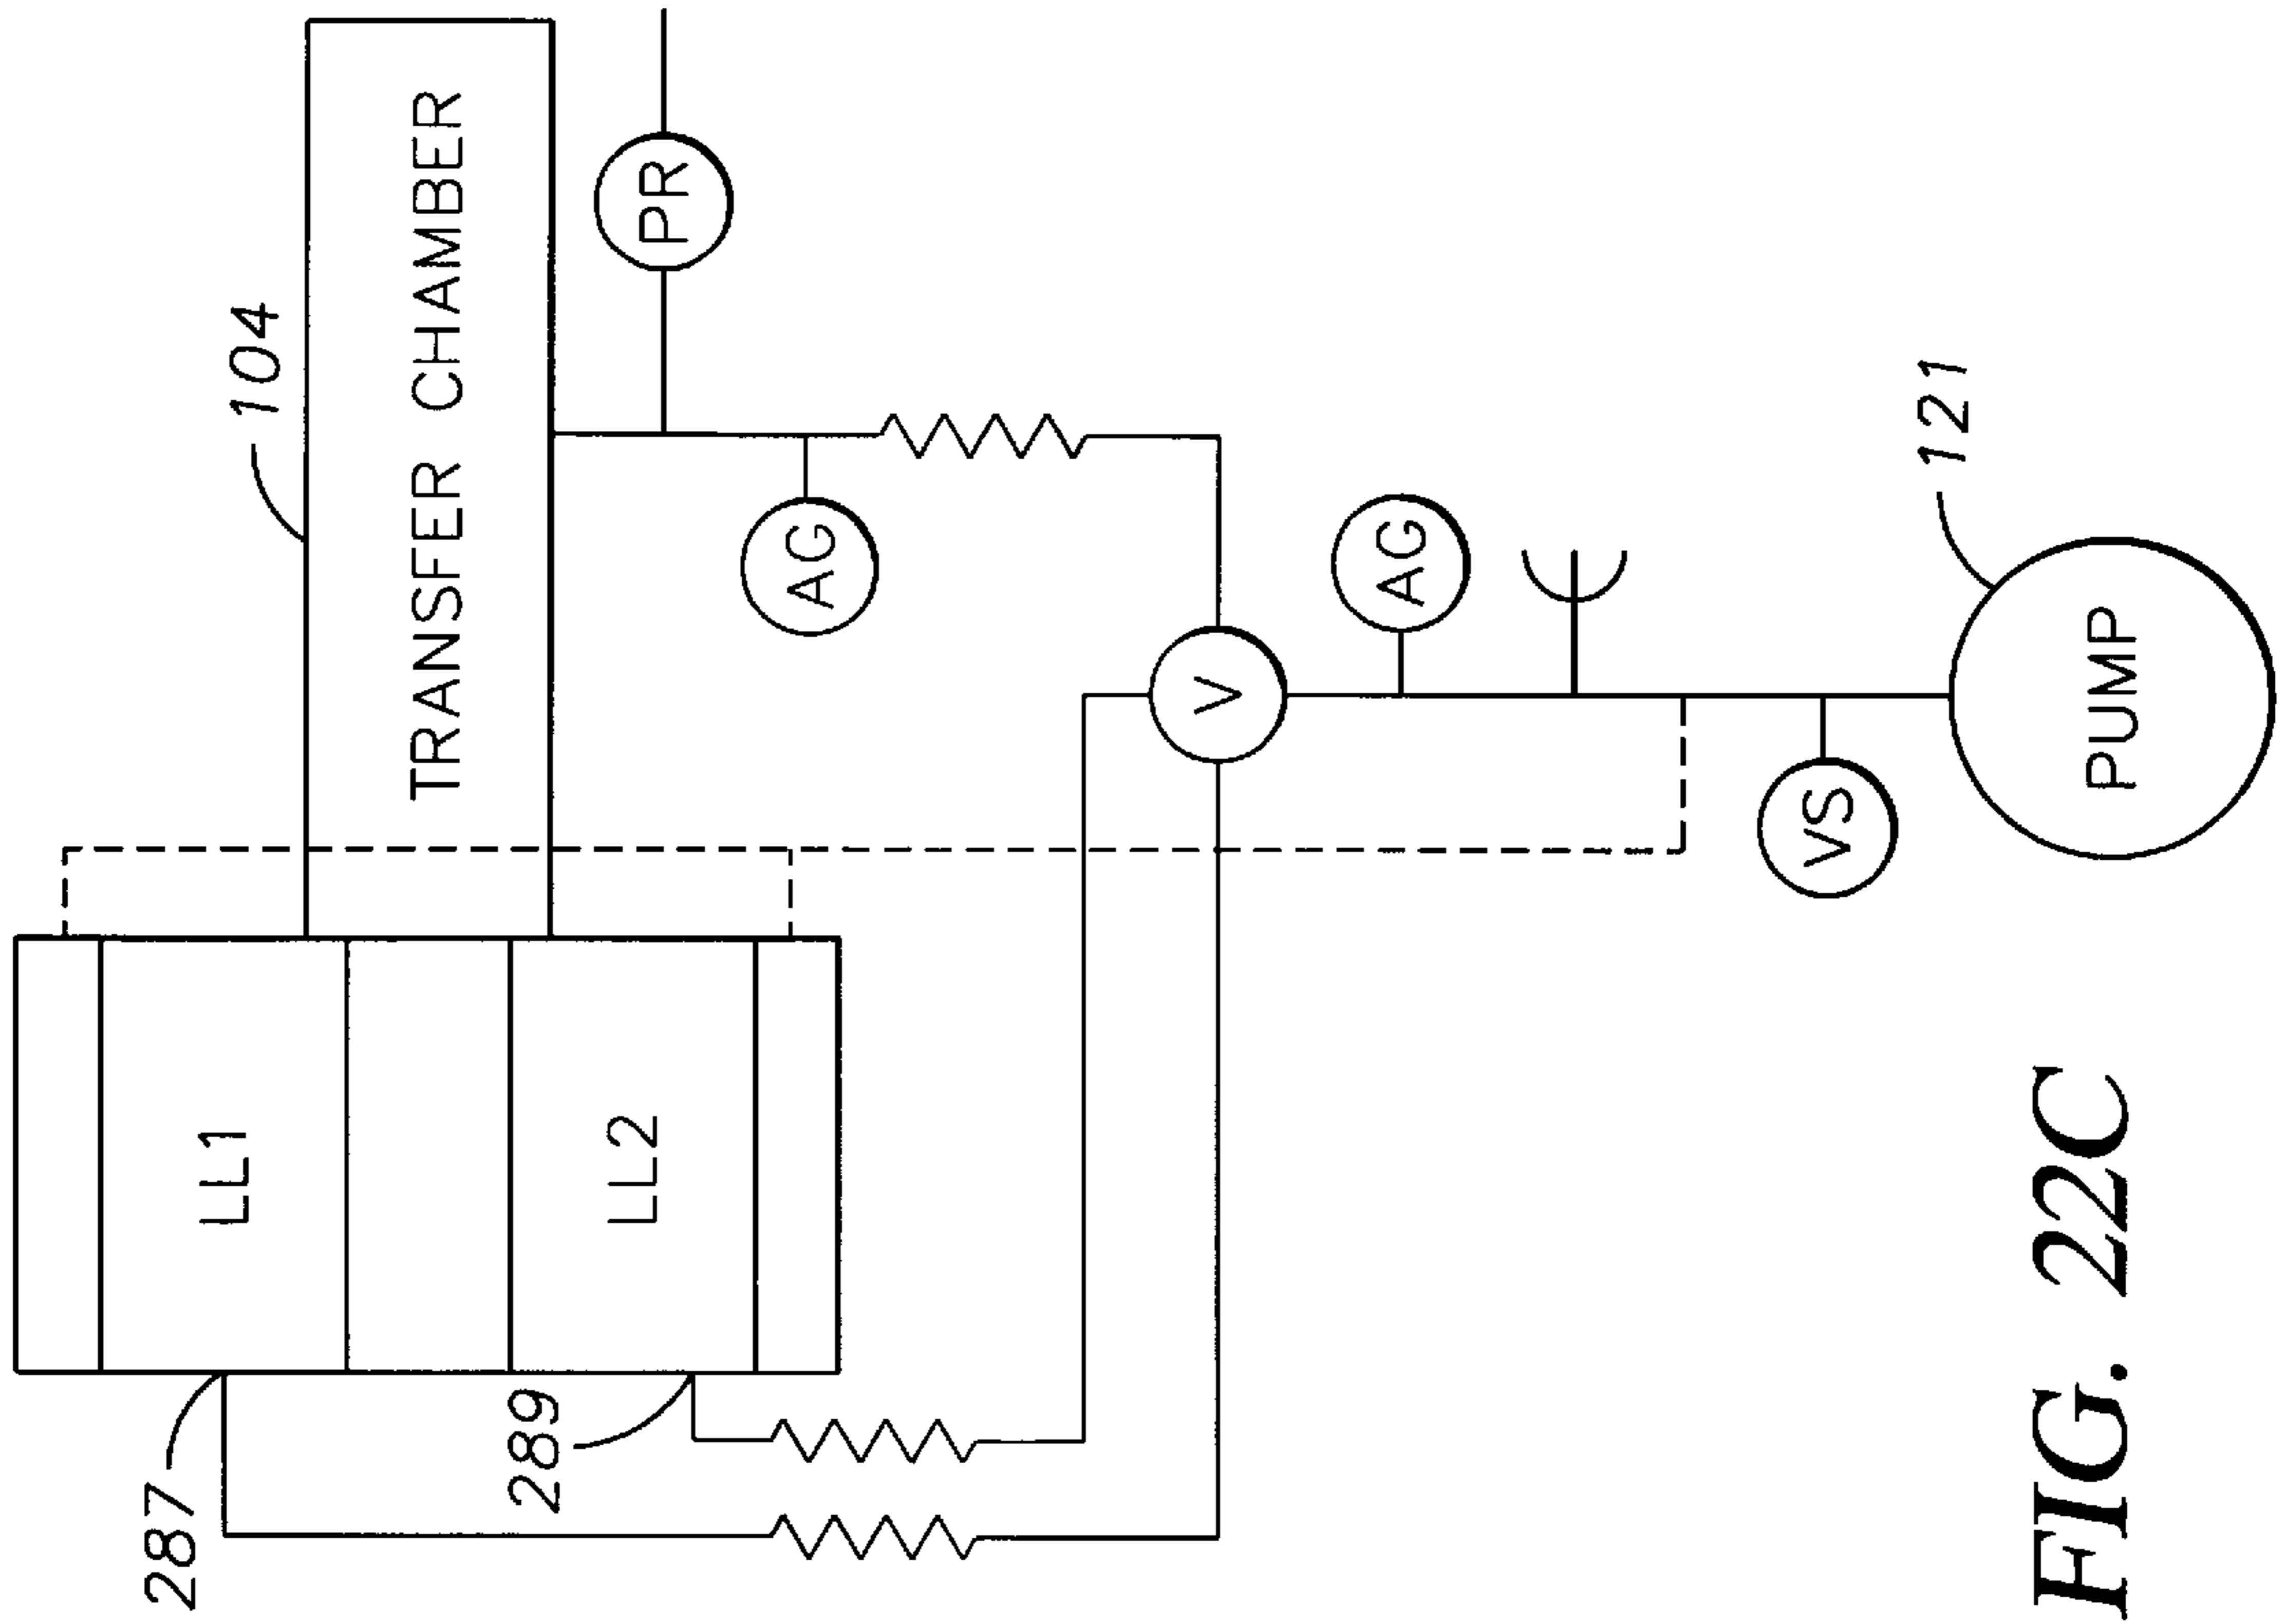 287
289
LL1
LL2
104
TRANSFER CHAMBER
PR
AG
V
AG
VS
121
PUMP
FIG. 22C